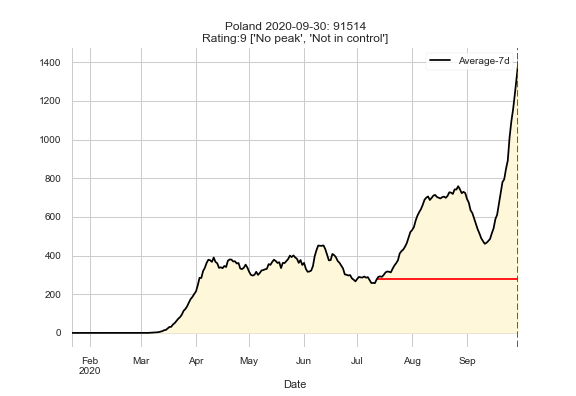 Poland 2020-09-30: 91514
Rating:9 ['No peak', 'Not in control']
Average-7d
1400
1200
1000
800
600
400
200
0
Feb Mar Apr May Jun Jul Aug Sep
2020
Date